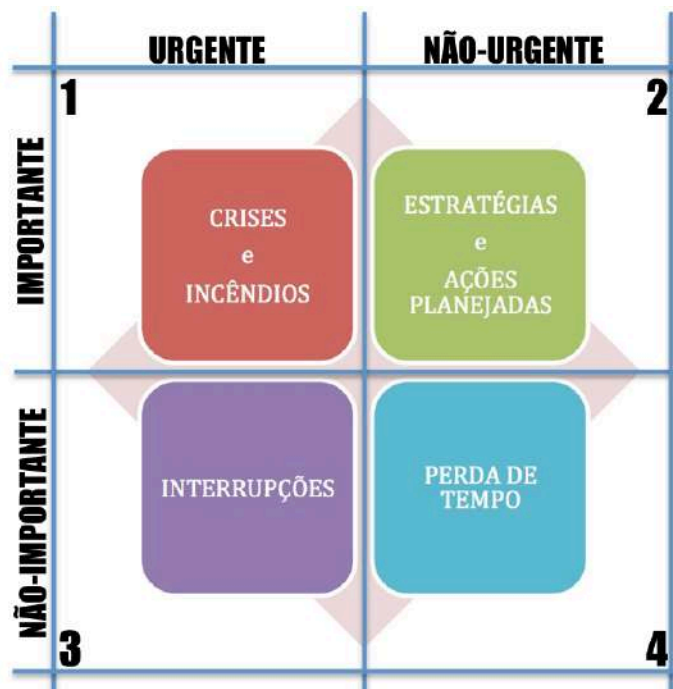 URGENTE
NÃO-URGENTE
1
2
IMPORTANTE
CRISES
e
INCÊNDIOS
ESTRATÉGIAS
e
AÇÕES
PLANEJADAS
NÃO-IMPORTANTE
INTERRUPÇÕES
PERDA DE
TEMPO
3
4